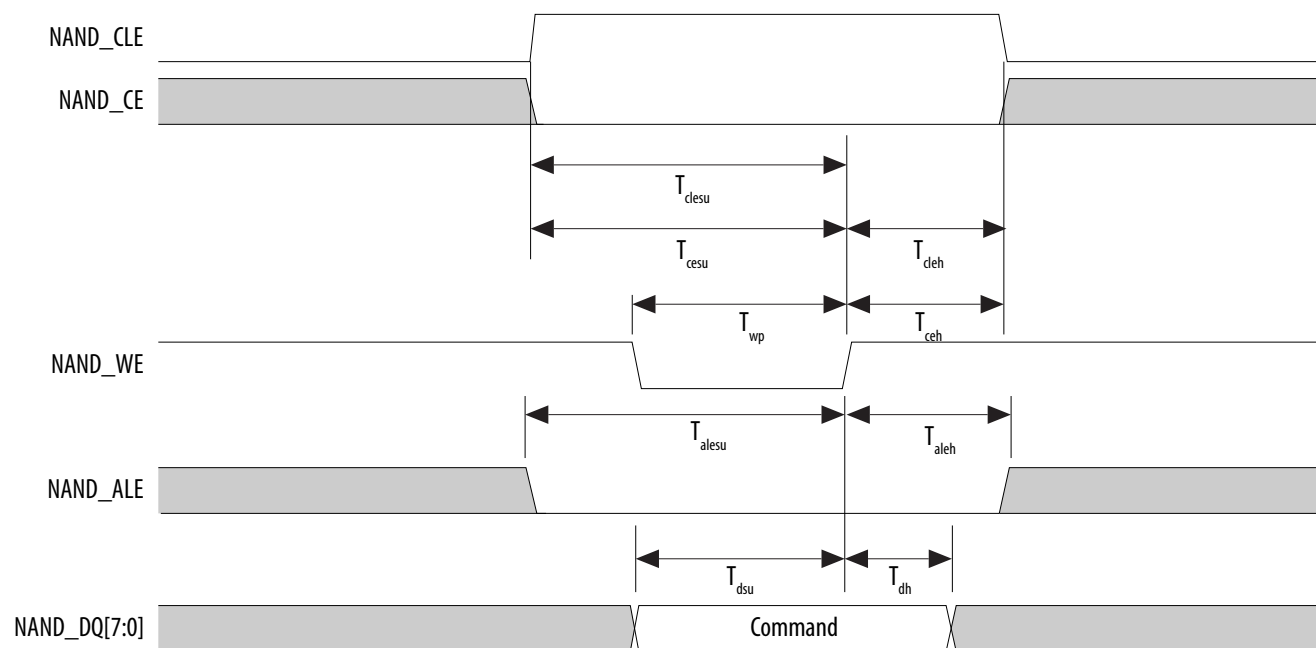 NAND_CLE
NAND_CE
T_clesu
T_cesu
T_cleh
T_wp
T_ceh
NAND_WE
T_alesu
T_aleh
NAND_ALE
T_dsu
T_dh
NAND_DQ[7:0]
Command